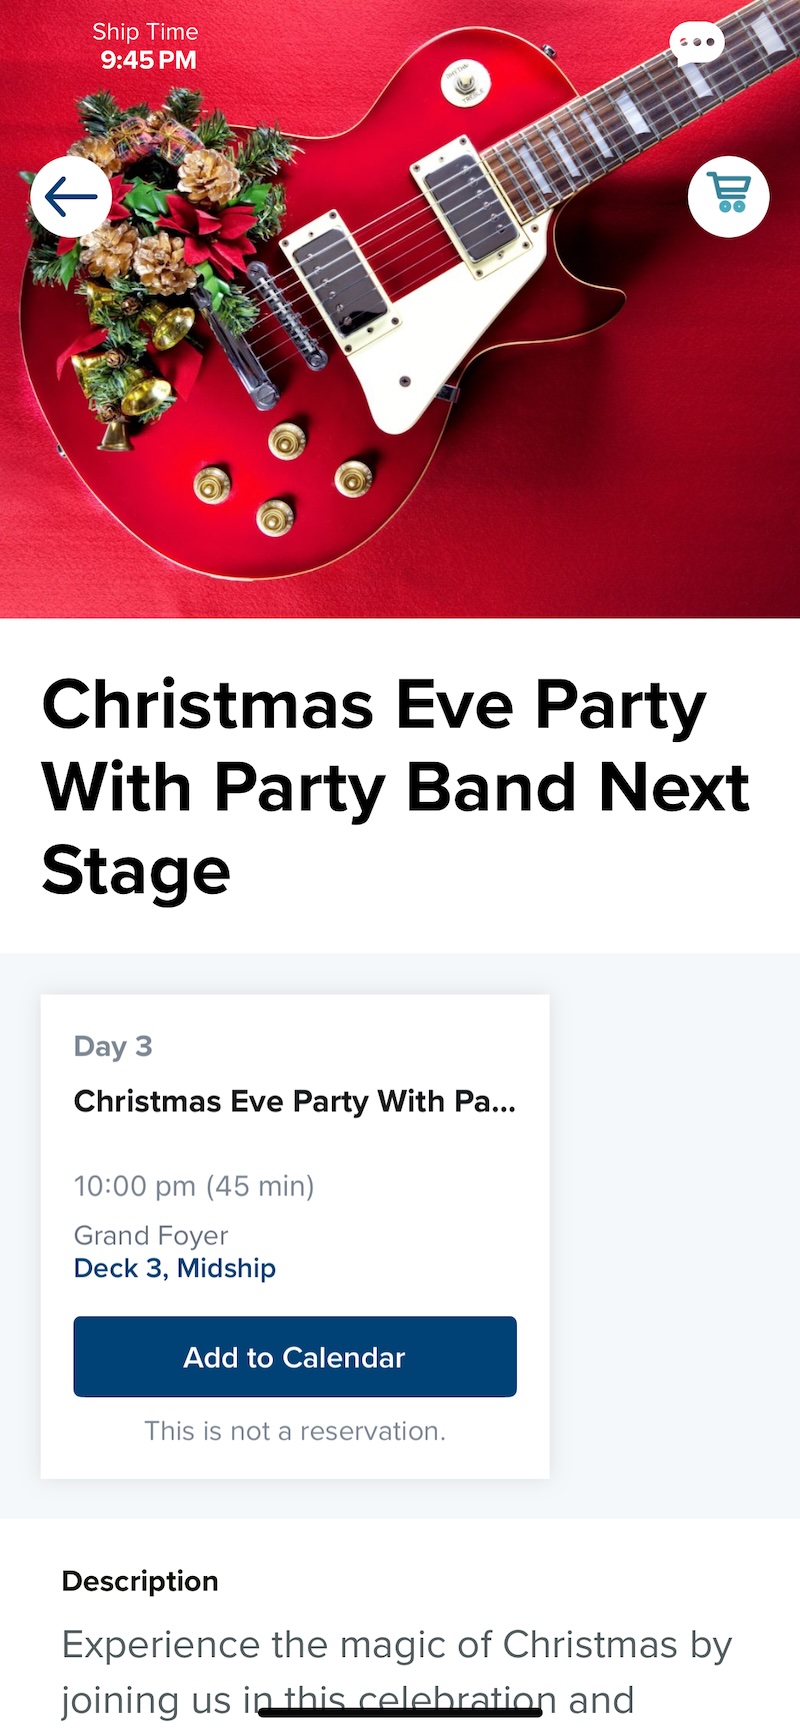 Ship Time
9:45 PM
RHYTHM
TREBLE
Christmas Eve Party
With Party Band Next
Stage
Day 3
Christmas Eve Party With Pa...
10:00 pm (45 min)
Grand Foyer
Deck 3, Midship
Add to Calendar
This is not a reservation.
Description
Experience the magic of Christmas by
joining us in this celebration and